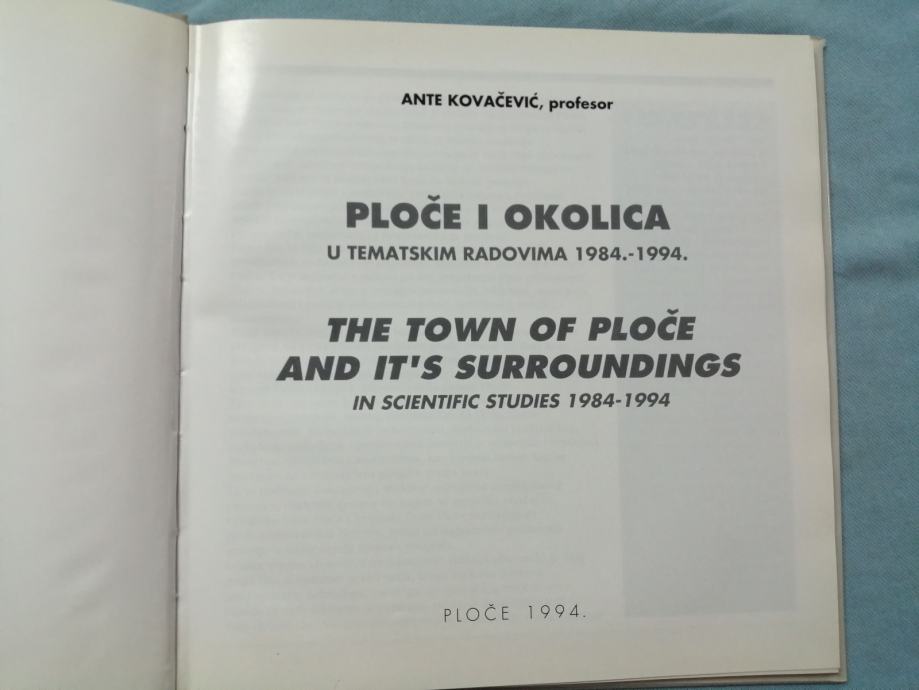 ANTE KOVAČEVIĆ, profesor
PLOČE I OKOLICA
U TEMATSKIM RADOVIMA 1984.-1994.
THE TOWN OF PLOČE
AND IT'S SURROUNDINGS
IN SCIENTIFIC STUDIES 1984-1994
PLOČE 1994.